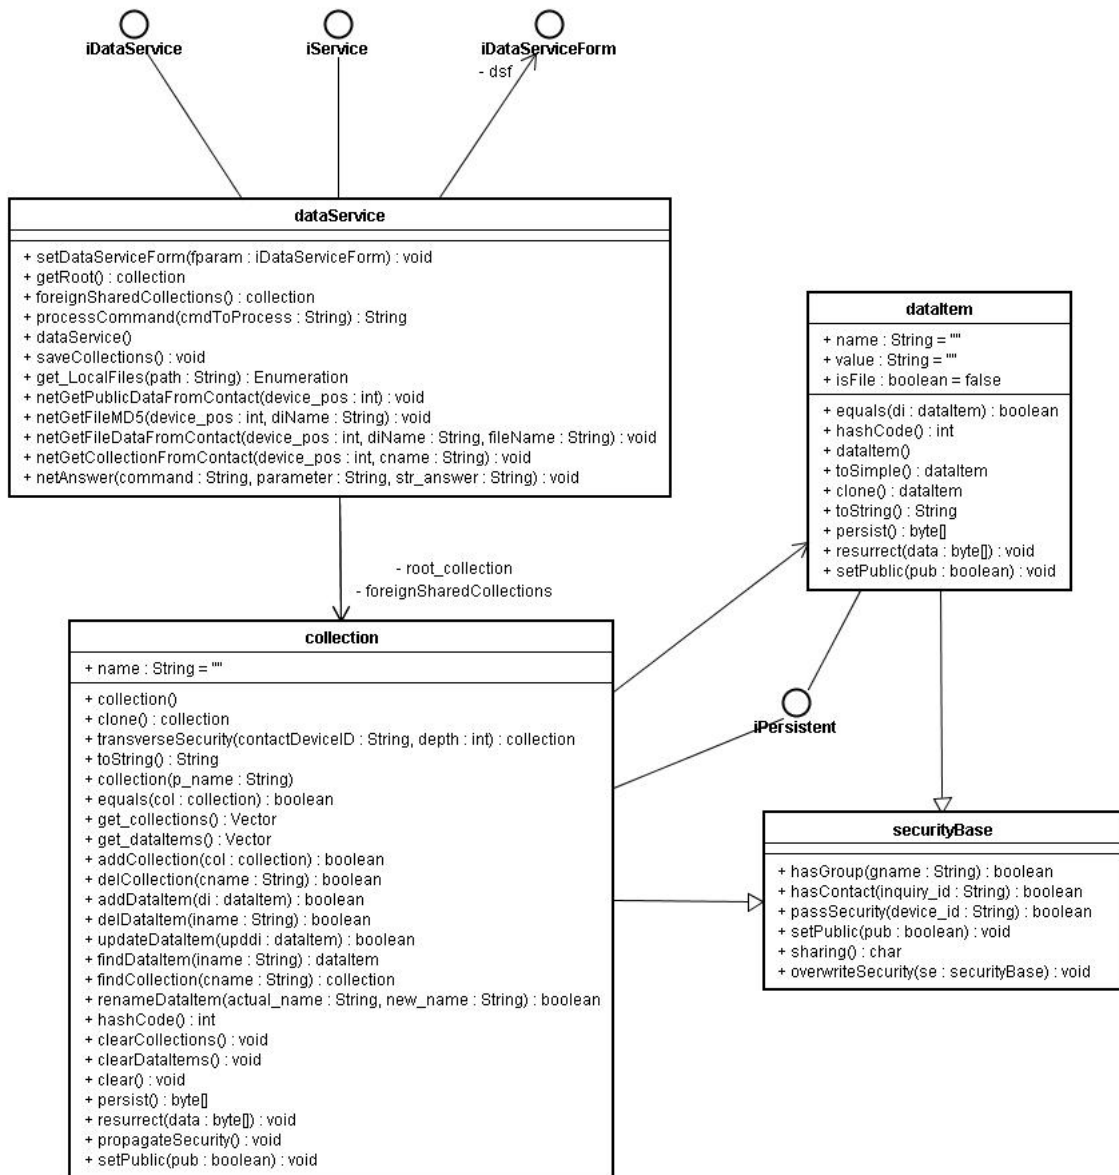 iDataService
iService
iDataServiceForm
- dsf
dataService
+ setDataServiceForm(fparam : iDataServiceForm) : void
+ getRoot() : collection
+ foreignSharedCollections() : collection
+ processCommand(cmdToProcess : String) : String
+ dataService()
+ saveCollections() : void
+ get_LocalFiles(path : String) : Enumeration
+ netGetPublicDataFromContact(device_pos : int) : void
+ netGetFileMD5(device_pos : int, diName : String) : void
+ netGetFileDataFromContact(device_pos : int, diName : String, fileName : String) : void
+ netGetCollectionFromContact(device_pos : int, cname : String) : void
+ netAnswer(command : String, parameter : String, str_answer : String) : void
dataItem
+ name : String = ""
+ value : String = ""
+ isFile : boolean = false
+ equals(di : dataItem) : boolean
+ hashCode() : int
+ dataItem()
+ toSimple() : dataItem
+ clone() : dataItem
+ toString() : String
+ persist() : byte[]
+ resurrect(data : byte[]) : void
+ setPublic(pub : boolean) : void
- root_collection
- foreignSharedCollections
collection
+ name : String = ""
+ collection()
+ clone() : collection
+ transverseSecurity(contactDeviceID : String, depth : int) : collection
+ toString() : String
+ collection(p_name : String)
+ equals(col : collection) : boolean
+ get_collections() : Vector
+ get_dataItems() : Vector
+ addCollection(col : collection) : boolean
+ delCollection(cname : String) : boolean
+ addDataItem(di : dataItem) : boolean
+ delDataItem(iname : String) : boolean
+ updateDataItem(upddi : dataItem) : boolean
+ findDataItem(iname : String) : dataItem
+ findCollection(cname : String) : collection
+ renameDataItem(actual_name : String, new_name : String) : boolean
+ hashCode() : int
+ clearCollections() : void
+ clearDataItems() : void
+ clear() : void
+ persist() : byte[]
+ resurrect(data : byte[]) : void
+ propagateSecurity() : void
+ setPublic(pub : boolean) : void
iPersistent
securityBase
+ hasGroup(gname : String) : boolean
+ hasContact(inquiry_id : String) : boolean
+ passSecurity(device_id : String) : boolean
+ setPublic(pub : boolean) : void
+ sharing() : char
+ overwriteSecurity(se : securityBase) : void